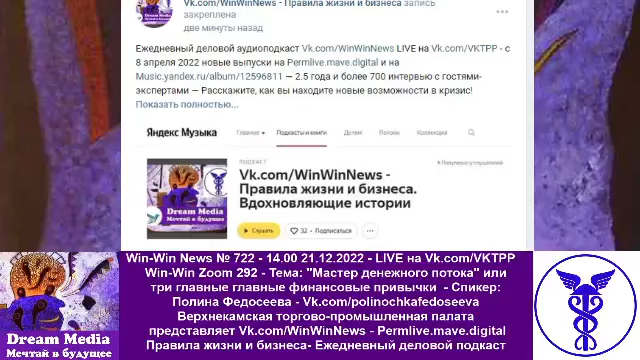 Vk.com/WinWinNews - Правила жизни и бизнеса запись
закреплена
две минуты назад
Ежедневный деловой аудиоподкаст Vk.com/WinWinNews LIVE на Vk.com/VKTPP - с
8 апреля 2022 новые выпуски на Permlive.mave.digital и на
Music.yandex.ru/album/12596811 — 2.5 года и более 700 интервью с гостями-
экспертами — Расскажите, как вы находите новые возможности в кризис!
Показать полностью...
Яндекс Музыка Главное Подкасты и книги Детям Потоки Коллекция
ПОДКАСТ
Популярно у слушателей
Vk.com/WinWinNews -
Правила жизни и бизнеса.
Вдохновляющие истории
Слушать 32 • Подписаться
Dream Media
Мечтай в будущее
Win-Win News № 722 - 14.00 21.12.2022 - LIVE на Vk.com/VKTPP
Win-Win Zoom 292 - Тема: "Мастер денежного потока" или
три главные главные финансовые привычки - Спикер:
Полина Федосеева - Vk.com/polinochkafedoseeva
Верхнекамская торгово-промышленная палата
представляет Vk.com/WinWinNews - Permlive.mave.digital
Правила жизни и бизнеса- Ежедневный деловой подкаст
Dream Media
Мечтай в будущее